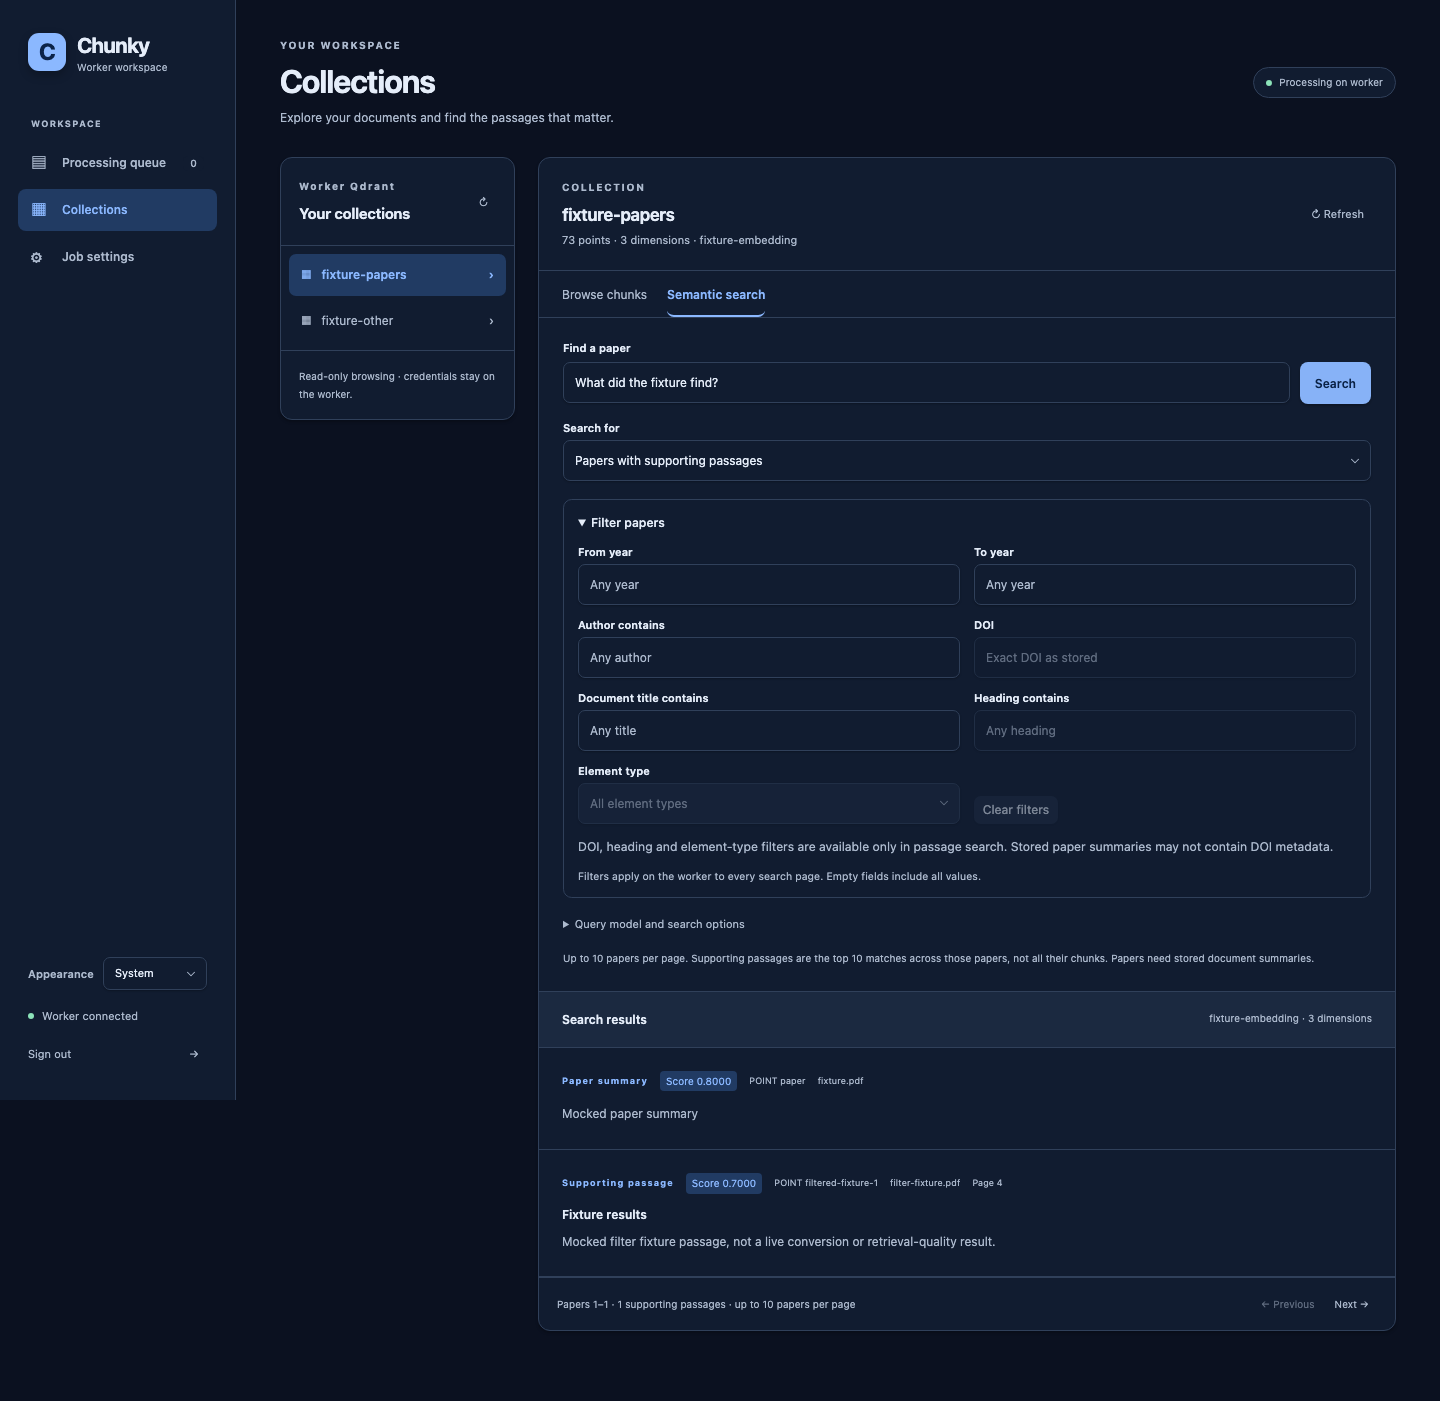 C
Chunky
Worker workspace
WORKSPACE
Processing queue 0
Collections
Job settings
Appearance System
Worker connected
Sign out →
YOUR WORKSPACE
Collections
Explore your documents and find the passages that matter.
Processing on worker
Worker Qdrant
Your collections
↻
fixture-papers ›
fixture-other ›
Read-only browsing · credentials stay on
the worker.
COLLECTION
fixture-papers
73 points · 3 dimensions · fixture-embedding
↻ Refresh
Browse chunks Semantic search
Find a paper
What did the fixture find? Search
Search for
Papers with supporting passages
▼ Filter papers
From year To year
Any year Any year
Author contains DOI
Any author Exact DOI as stored
Document title contains Heading contains
Any title Any heading
Element type
All element types Clear filters
DOI, heading and element-type filters are available only in passage search. Stored paper summaries may not contain DOI metadata.
Filters apply on the worker to every search page. Empty fields include all values.
▶ Query model and search options
Up to 10 papers per page. Supporting passages are the top 10 matches across those papers, not all their chunks. Papers need stored document summaries.
Search results fixture-embedding · 3 dimensions
Paper summary Score 0.8000 POINT paper fixture.pdf
Mocked paper summary
Supporting passage Score 0.7000 POINT filtered-fixture-1 filter-fixture.pdf Page 4
Fixture results
Mocked filter fixture passage, not a live conversion or retrieval-quality result.
Papers 1–1 · 1 supporting passages · up to 10 papers per page ← Previous Next →